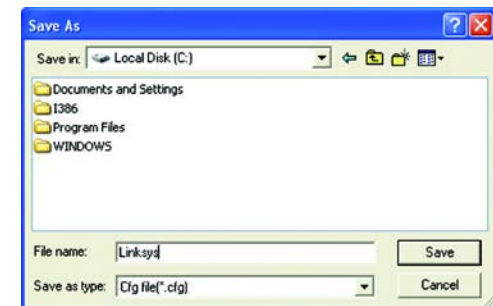 Save As
Save in: Local Disk (C:)
Documents and Settings
I386
Program Files
WINDOWS
File name: Linksys Save
Save as type: Cfg file(*.cfg) Cancel